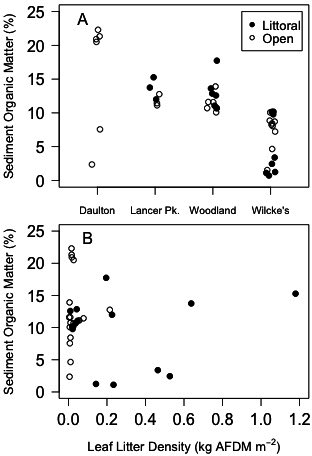 A
Littoral
Open
Sediment Organic Matter (%)
25
20
15
10
5
0
Daulton Lancer Pk. Woodland Wilcke's
B
Sediment Organic Matter (%)
25
20
15
10
5
0
0.0 0.2 0.4 0.6 0.8 1.0 1.2
Leaf Litter Density (kg AFDM m⁻²)